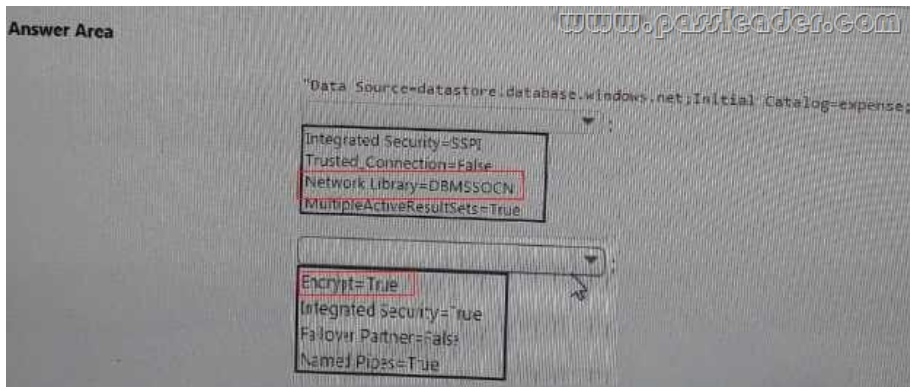 www.passleader.com
Answer Area
"Data Source=datastore.database.windows.net;Initial Catalog=expense;
;
Integrated Security=SSPI
Trusted_Connection=False
Network Library=DBMSSOCN
MultipleActiveResultSets=True
;
Encrypt=True
Integrated Security=True
Failover Partner=False
Named Pipes=True